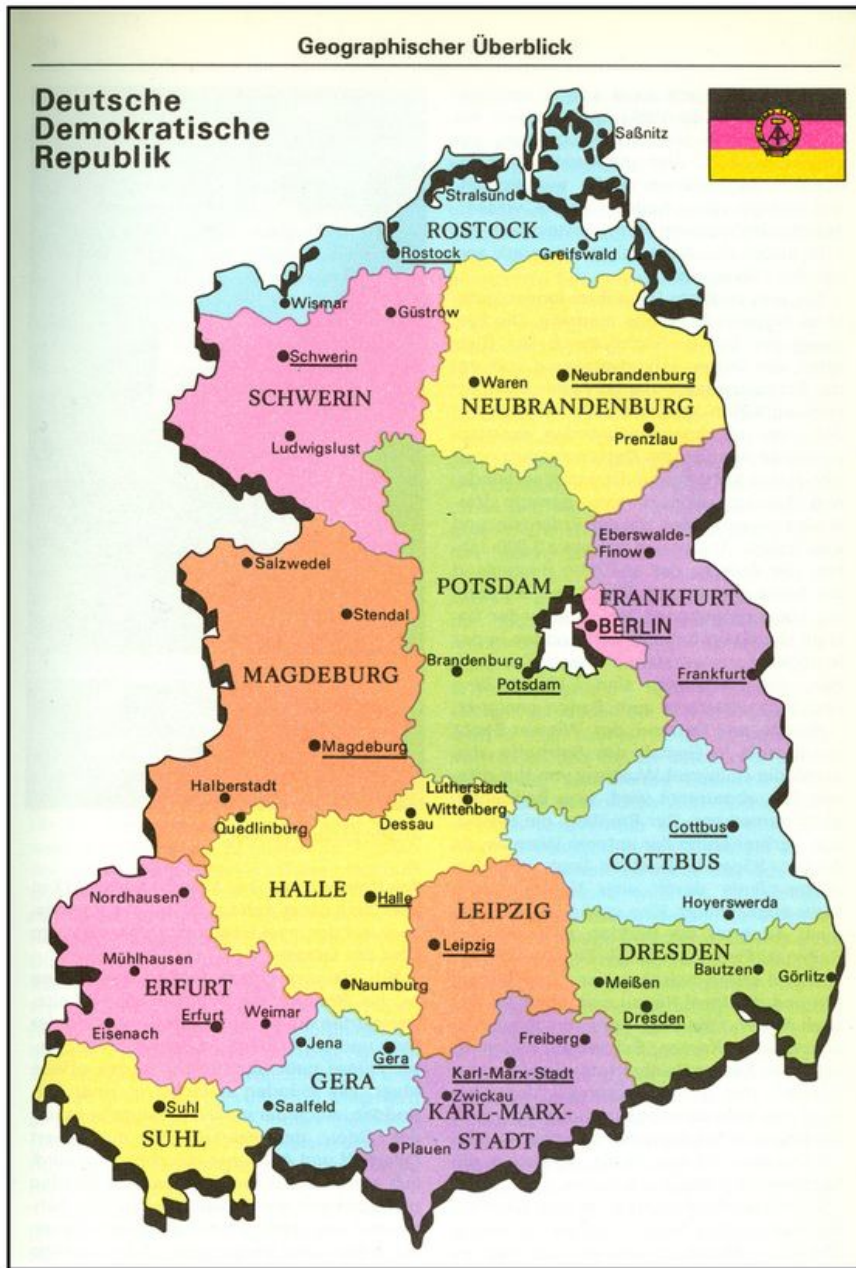 Geographischer Überblick
Deutsche
Demokratische
Republik
Saßnitz
Stralsund
ROSTOCK
Rostock
Greifswald
Wismar
Güstrow
Schwerin
Waren
Neubrandenburg
SCHWERIN
NEUBRANDENBURG
Ludwigslust
Prenzlau
Eberswalde-
Finow
Salzwedel
POTSDAM
FRANKFURT
Stendal
BERLIN
MAGDEBURG
Brandenburg
Potsdam
Frankfurt
Magdeburg
Halberstadt
Lutherstadt
Wittenberg
Quedlinburg
Dessau
Cottbus
COTTBUS
HALLE
Nordhausen
Halle
LEIPZIG
Hoyerswerda
Leipzig
DRESDEN
Mühlhausen
Bautzen
Görlitz
ERFURT
Naumburg
Meißen
Eisenach
Erfurt
Weimar
Dresden
Jena
Gera
Freiberg
GERA
Karl-Marx-Stadt
Zwickau
Suhl
Saalfeld
KARL-MARX-
STADT
SUHL
Plauen